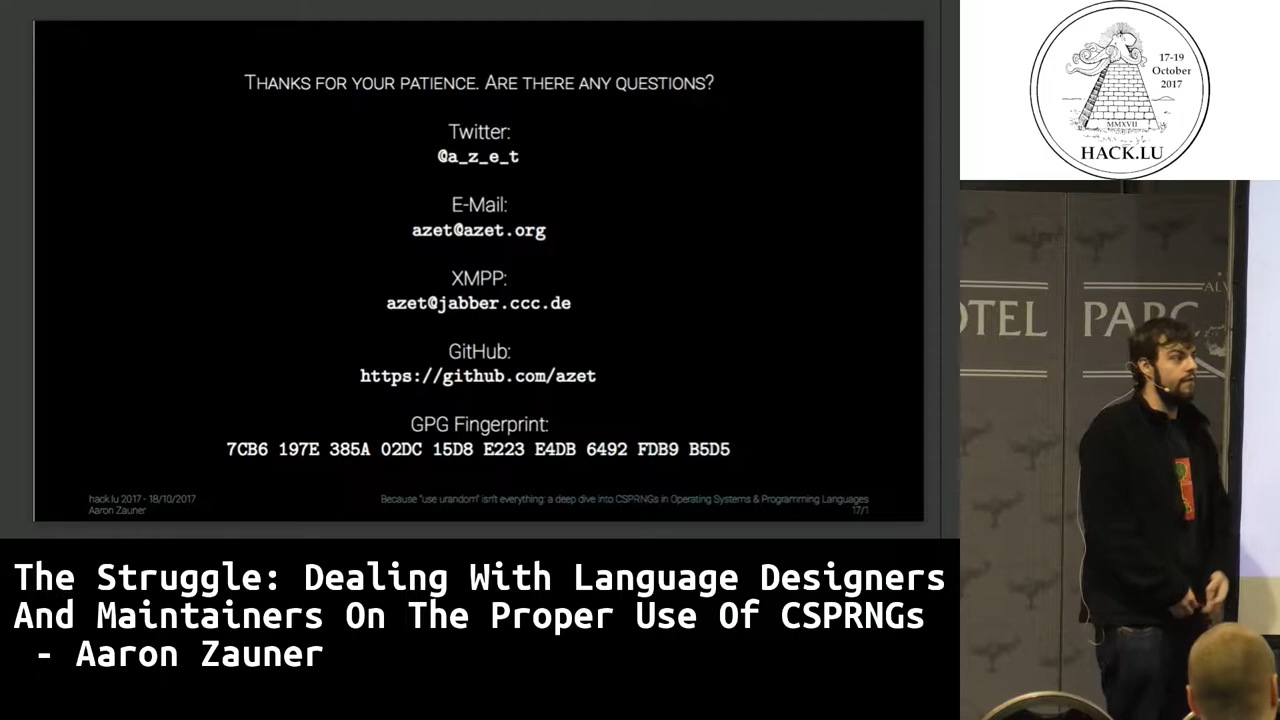 THANKS FOR YOUR PATIENCE. ARE THERE ANY QUESTIONS?
Twitter:
@a_z_e_t
E-Mail:
azet@azet.org
XMPP:
azet@jabber.ccc.de
GitHub:
https://github.com/azet
GPG Fingerprint:
7CB6 197E 385A 02DC 15D8 E223 E4DB 6492 FDB9 B5D5
hack.lu 2017 - 18/10/2017
Aaron Zauner
Because "use urandom" isn't everything: a deep dive into CSPRNGs in Operating Systems & Programming Languages
17/1
17-19
October
2017
MMXVII
HACK.LU
OTEL PARC
ALV
The Struggle: Dealing With Language Designers
And Maintainers On The Proper Use Of CSPRNGs
- Aaron Zauner